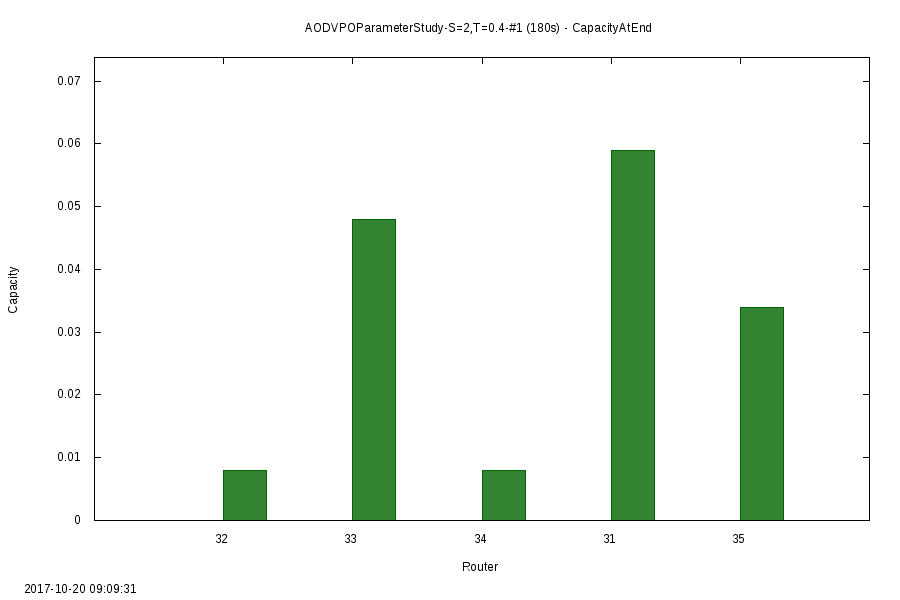 AODVPOParameterStudy-S=2,T=0.4-#1 (180s) - CapacityAtEnd
0.07
0.06
0.05
0.04
0.03
0.02
0.01
0
Capacity
32 33 34 31 35
Router
2017-10-20 09:09:31